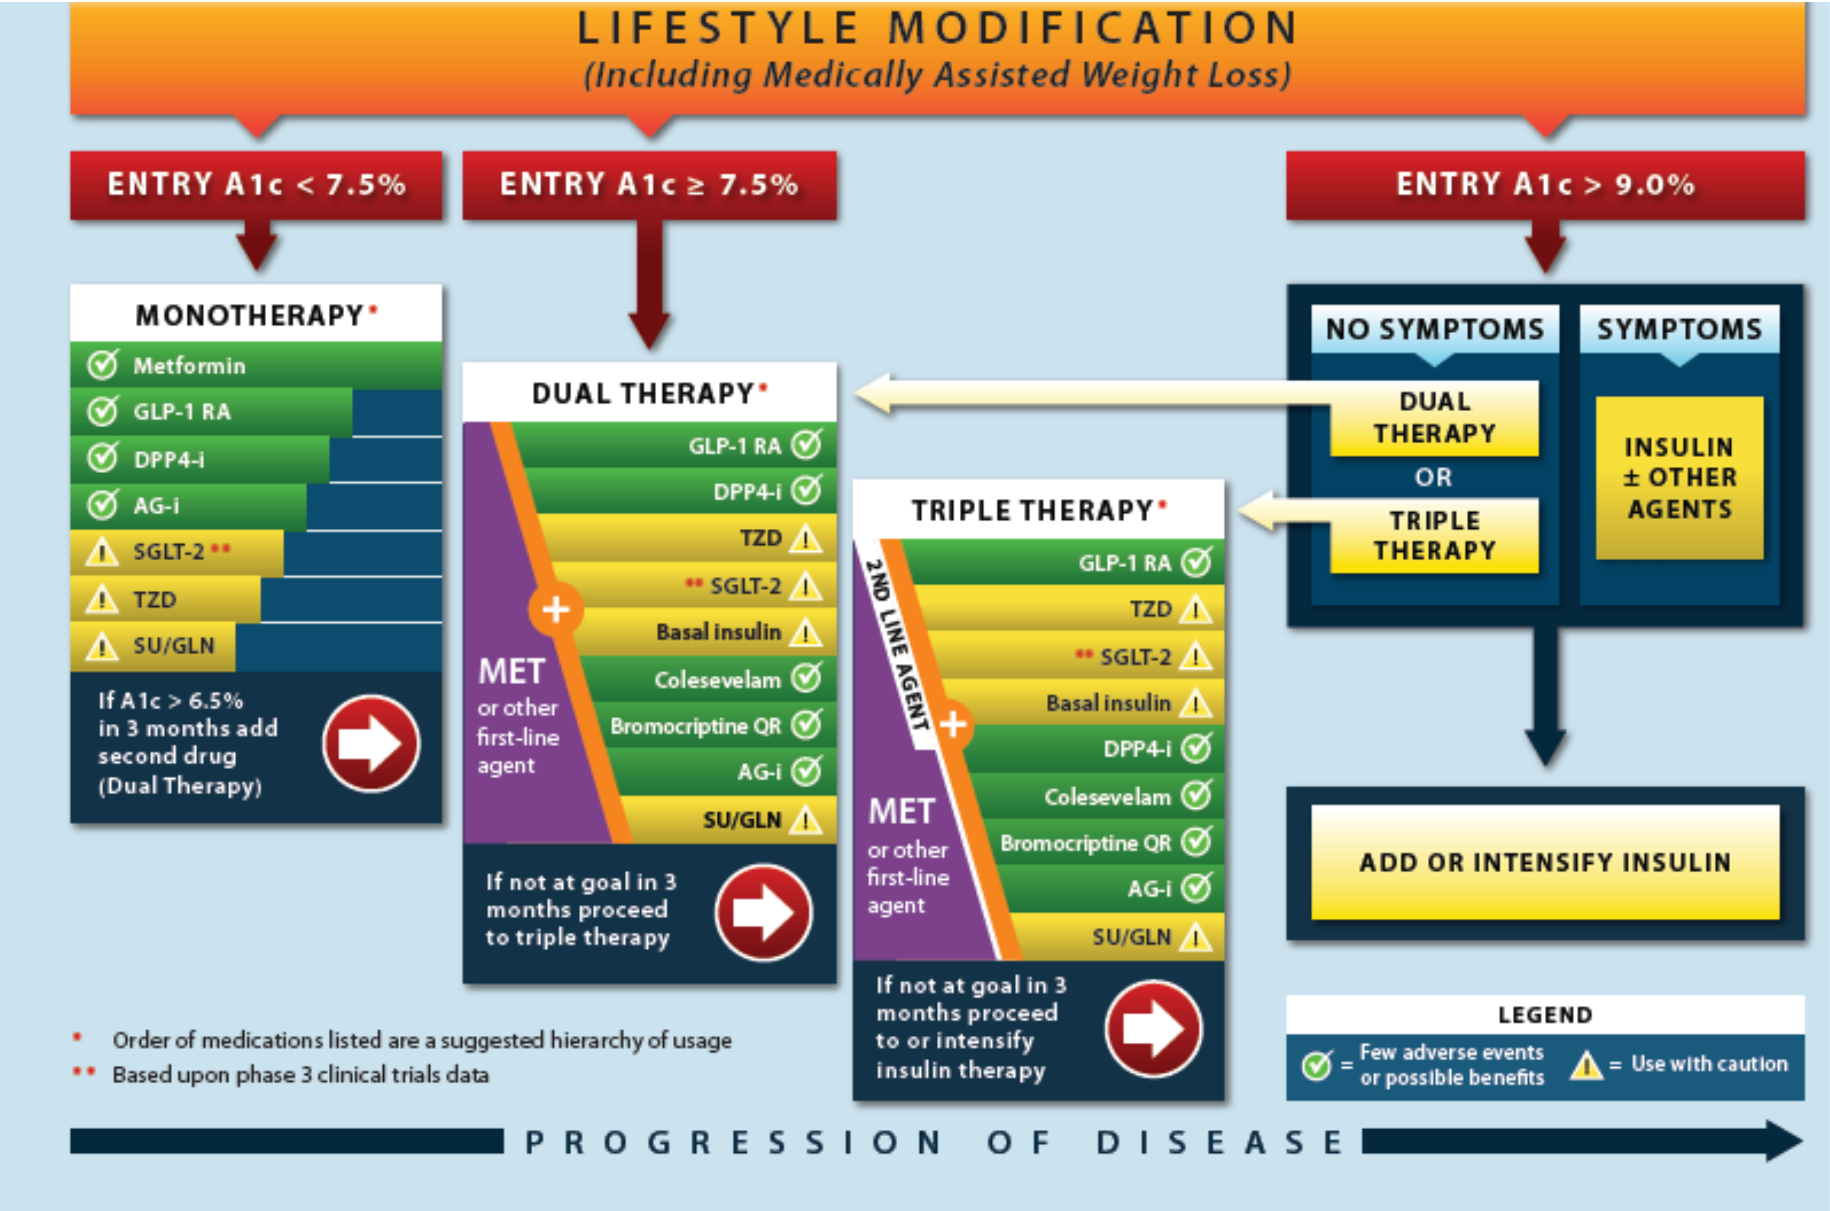 LIFESTYLE MODIFICATION
(Including Medically Assisted Weight Loss)
ENTRY A1c < 7.5%
ENTRY A1c ≥ 7.5%
ENTRY A1c > 9.0%
MONOTHERAPY*
Metformin
GLP-1 RA
DPP4-i
AG-i
SGLT-2 **
TZD
SU/GLN
If A1c > 6.5%
in 3 months add
second drug
(Dual Therapy)
DUAL THERAPY*
GLP-1 RA
DPP4-i
TZD
** SGLT-2
Basal insulin
Colesevelam
Bromocriptine QR
AG-i
SU/GLN
+
MET
or other
first-line
agent
If not at goal in 3
months proceed
to triple therapy
TRIPLE THERAPY*
GLP-1 RA
TZD
** SGLT-2
Basal insulin
DPP4-i
Colesevelam
Bromocriptine QR
AG-i
SU/GLN
2ND LINE AGENT
+
MET
or other
first-line
agent
If not at goal in 3
months proceed
to or intensify
insulin therapy
NO SYMPTOMS
DUAL
THERAPY
OR
TRIPLE
THERAPY
SYMPTOMS
INSULIN
± OTHER
AGENTS
ADD OR INTENSIFY INSULIN
LEGEND
= Few adverse events
or possible benefits
= Use with caution
* Order of medications listed are a suggested hierarchy of usage
** Based upon phase 3 clinical trials data
PROGRESSION OF DISEASE